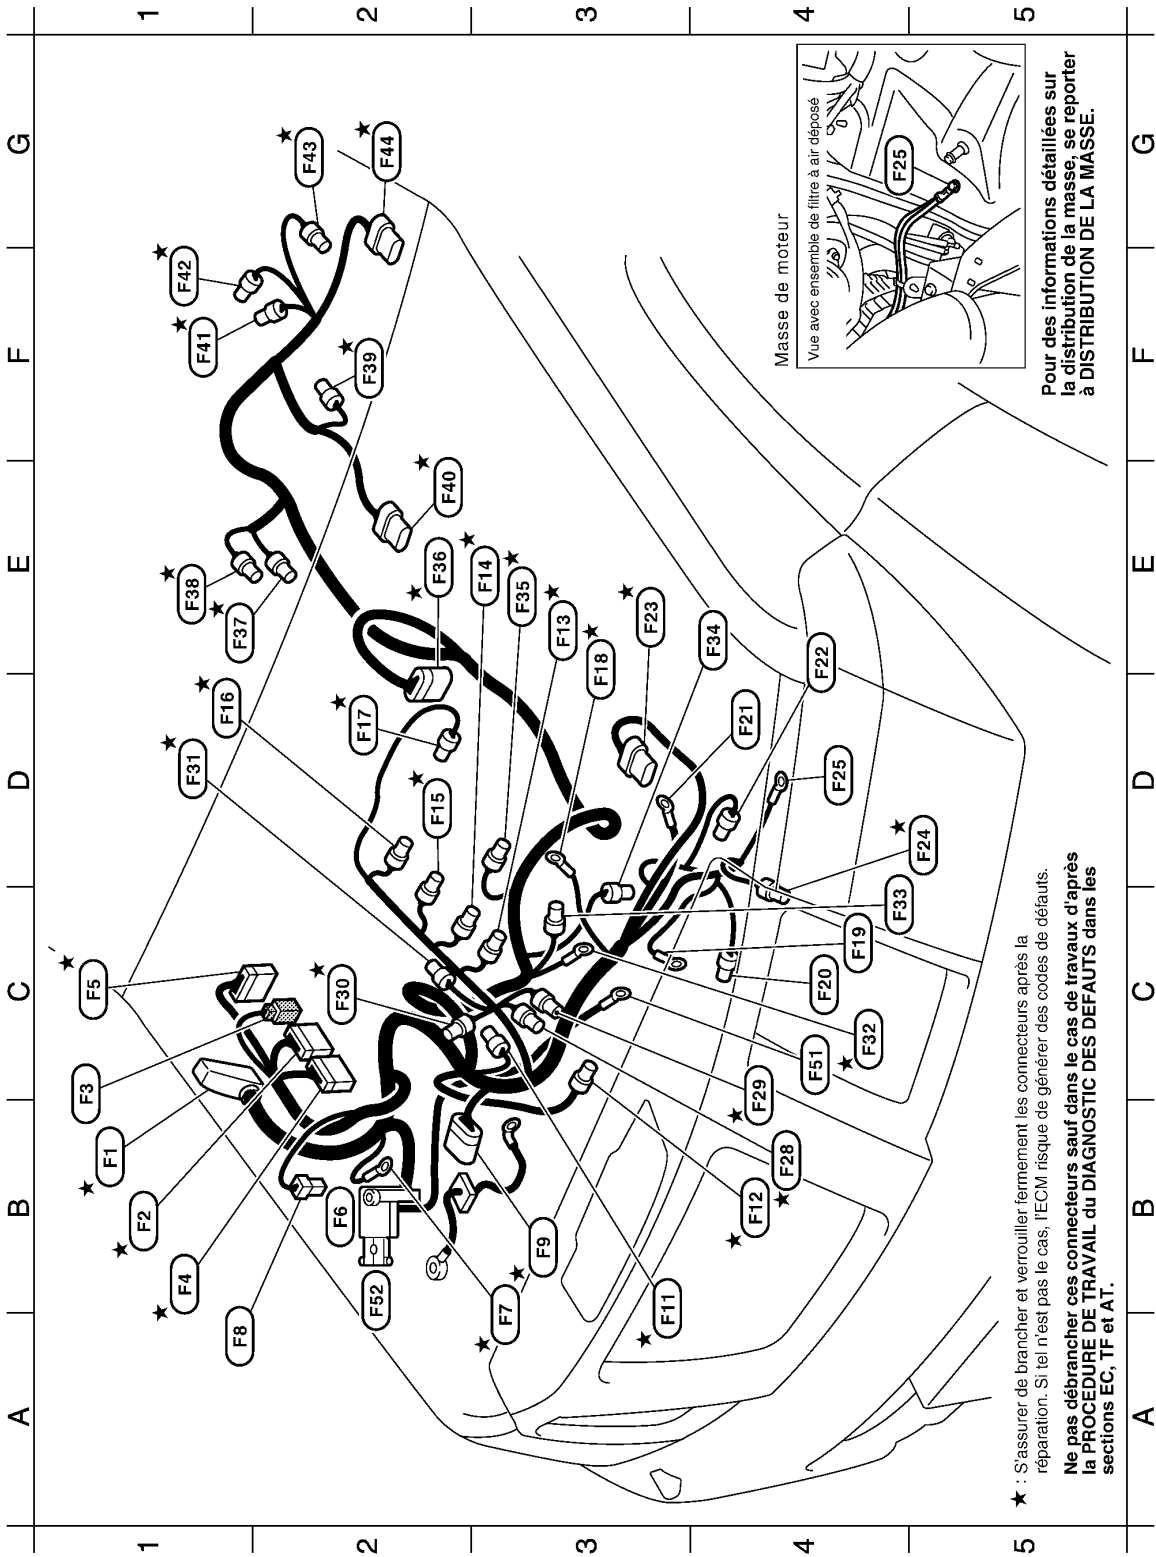 1
2
3
4
5
G
F
E
D
C
B
A
★ F43
★ F44
★ F42
★ F41
★ F39
★ F40
★ F38
★ F37
★ F36
★ F14
★ F35
★ F13
★ F18
★ F23
F34
F22
F21
F25
★ F16
★ F31
★ F17
★ F15
★ F24
F33
F19
F20
★ F32
F51
★ F29
★ F28
★ F12
★ F11
★ F5
★ F30
F3
★ F1
★ F2
★ F4
F8
F6
F52
★ F7
★ F9
Masse de moteur
Vue avec ensemble de filtre à air déposé
F25
Pour des informations détaillées sur
la distribution de la masse, se reporter
à DISTRIBUTION DE LA MASSE.
★ : S'assurer de brancher et verrouiller fermement les connecteurs après la
réparation. Si tel n'est pas le cas, l'ECM risque de générer des codes de défauts.
Ne pas débrancher ces connecteurs sauf dans le cas de travaux d'après
la PROCEDURE DE TRAVAIL du DIAGNOSTIC DES DEFAUTS dans les
sections EC, TF et AT.
1
2
3
4
5
G
F
E
D
C
B
A